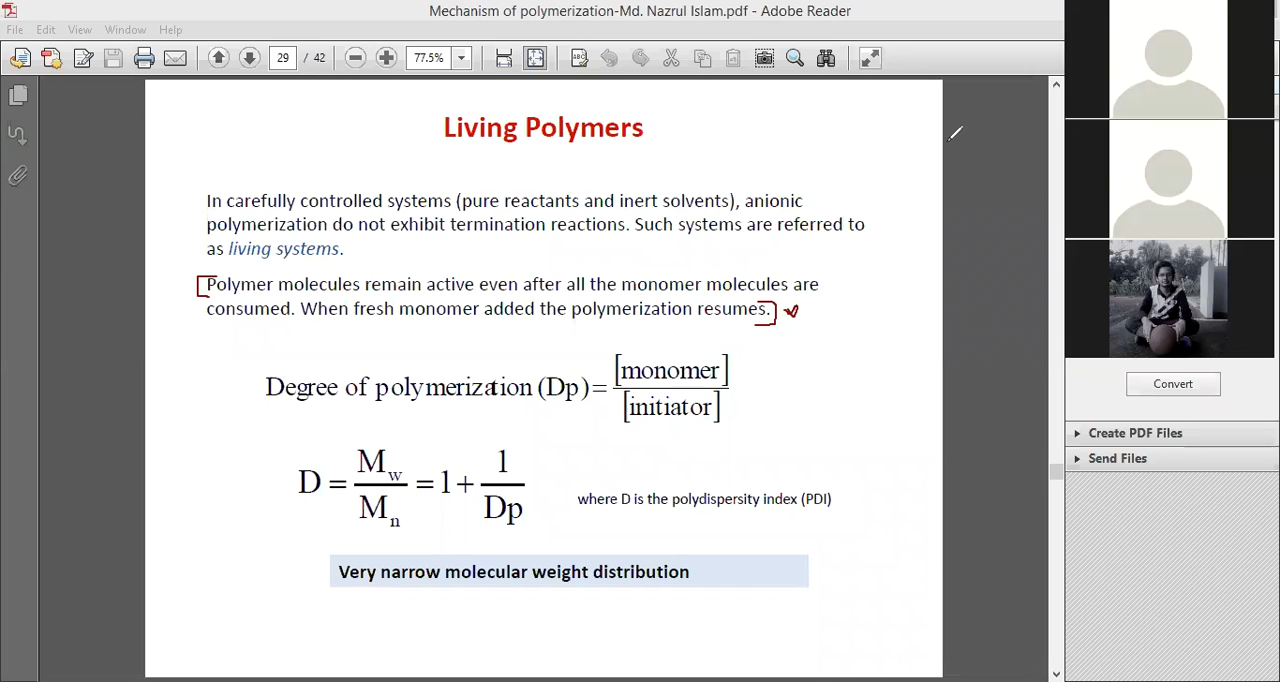 Mechanism of polymerization-Md. Nazrul Islam.pdf - Adobe Reader
File Edit View Window Help
29 / 42 77.5%
Living Polymers
In carefully controlled systems (pure reactants and inert solvents), anionic
polymerization do not exhibit termination reactions. Such systems are referred to
as living systems.
Polymer molecules remain active even after all the monomer molecules are
consumed. When fresh monomer added the polymerization resumes.
Degree of polymerization (Dp) = [monomer] / [initiator]
D = Mw / Mn = 1 + 1 / Dp
where D is the polydispersity index (PDI)
Very narrow molecular weight distribution
Convert
Create PDF Files
Send Files